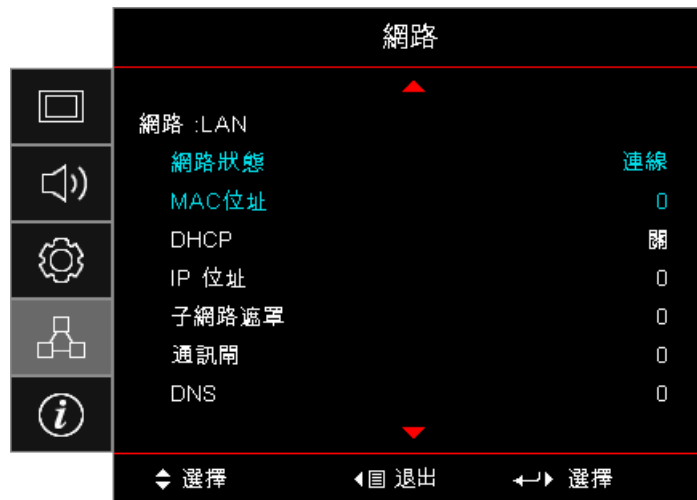 網路
網路 :LAN
網路狀態 連線
MAC位址 0
DHCP 關
IP 位址 0
子網路遮罩 0
通訊閘 0
DNS 0
選擇 退出 選擇